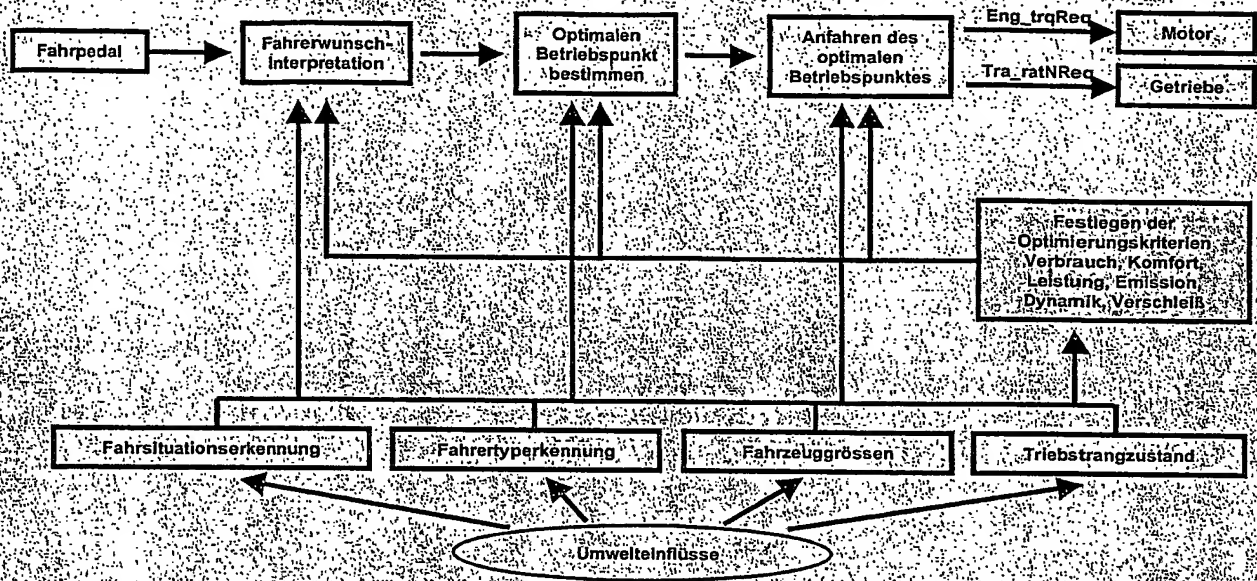 Fahrpedal
Fahrerwunsch-
interpretation
Optimalen
Betriebspunkt
bestimmen
Anfahren des
optimalen
Betriebspunktes
Eng_trqReq
Motor
Tra_ratNReq
Getriebe
Festlegen der
Optimierungskriterien
Verbrauch, Komfort,
Leistung, Emission,
Dynamik, Verschleiß
Fahrsituationserkennung
Fahrertyperkennung
Fahrzeuggrössen
Triebstrangzustand
Umwelteinflüsse